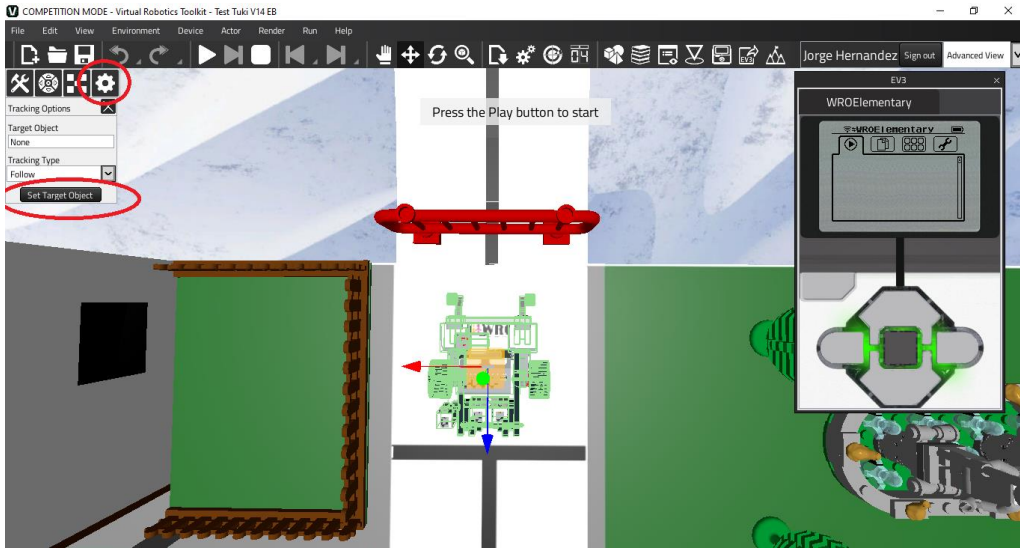 COMPETITION MODE - Virtual Robotics Toolkit - Test Tuki V14 EB
File Edit View Environment Device Actor Render Run Help
EV3
Jorge Hernandez Sign out Advanced View
Tracking Options
Target Object
None
Tracking Type
Follow
Set Target Object
Press the Play button to start
WRO
EV3
WROElementary
WROElementary